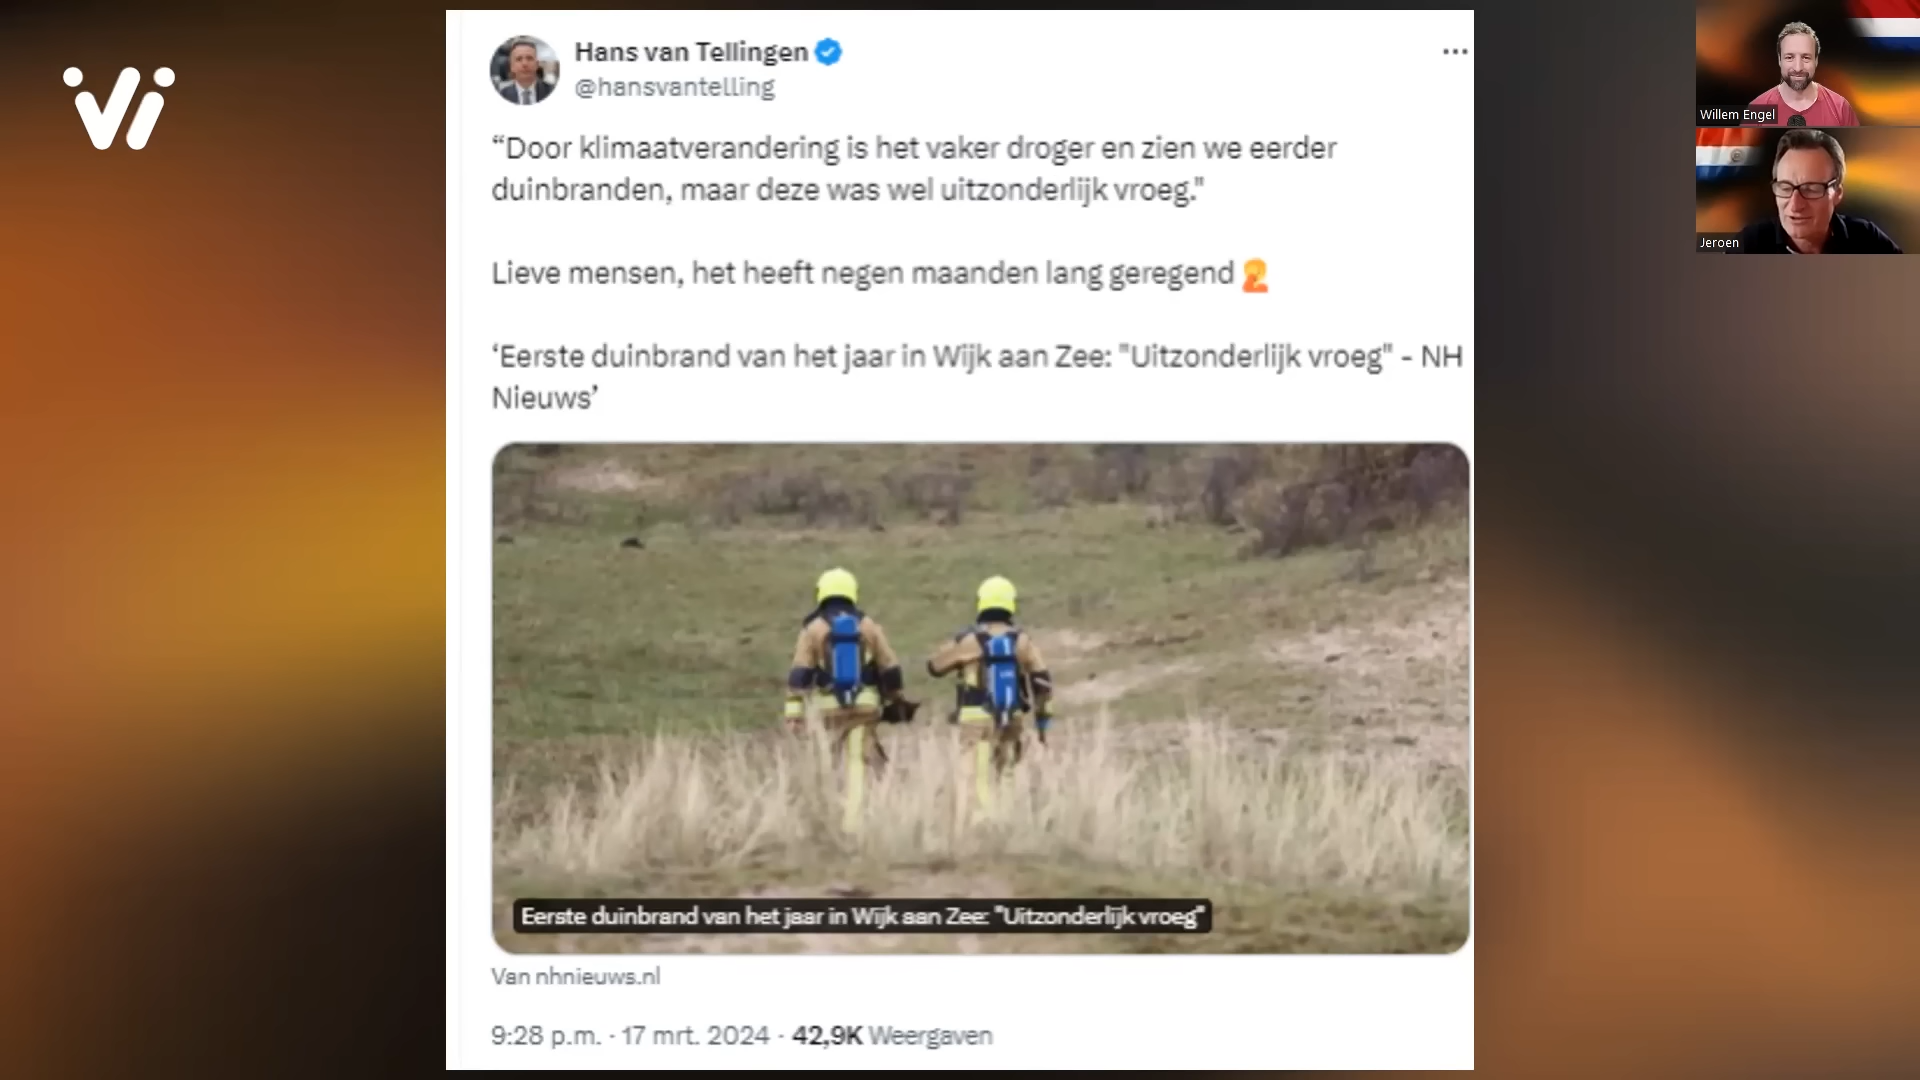 Vi
Hans van Tellingen
@hansvantelling
“Door klimaatverandering is het vaker droger en zien we eerder
duinbranden, maar deze was wel uitzonderlijk vroeg."
Lieve mensen, het heeft negen maanden lang geregend
‘Eerste duinbrand van het jaar in Wijk aan Zee: "Uitzonderlijk vroeg" - NH
Nieuws’
Eerste duinbrand van het jaar in Wijk aan Zee: "Uitzonderlijk vroeg"
Van nhnieuws.nl
9:28 p.m. · 17 mrt. 2024 · 42,9K Weergaven
Willem Engel
Jeroen